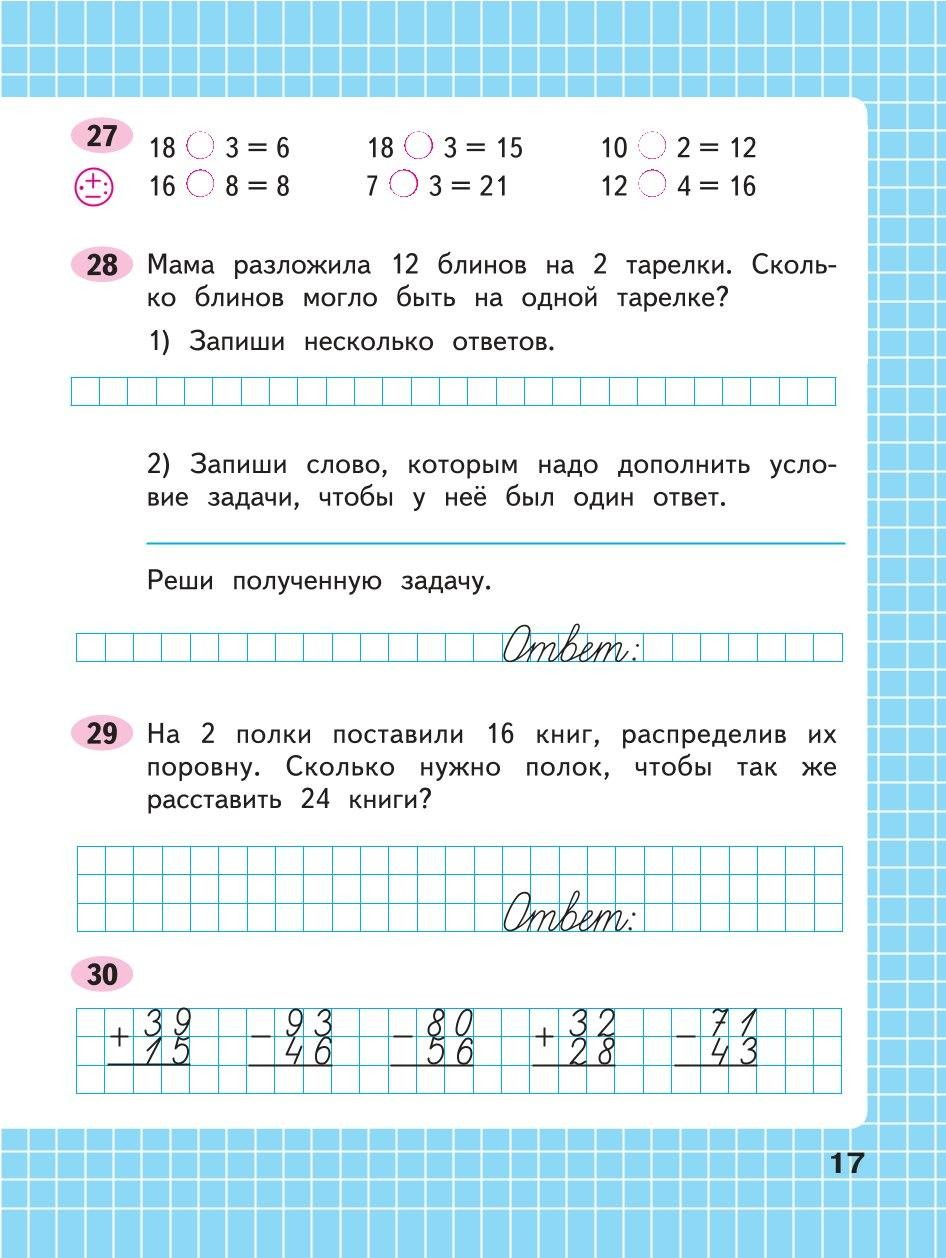 27
18 ◯ 3 = 6 18 ◯ 3 = 15 10 ◯ 2 = 12
16 ◯ 8 = 8 7 ◯ 3 = 21 12 ◯ 4 = 16
28 Мама разложила 12 блинов на 2 тарелки. Сколь-
ко блинов могло быть на одной тарелке?
1) Запиши несколько ответов.
2) Запиши слово, которым надо дополнить усло-
вие задачи, чтобы у неё был один ответ.
Реши полученную задачу.
Ответ:
29 На 2 полки поставили 16 книг, распределив их
поровну. Сколько нужно полок, чтобы так же
расставить 24 книги?
Ответ:
30
+ 39 − 93 − 80 + 32 − 71
15 46 56 28 43
17